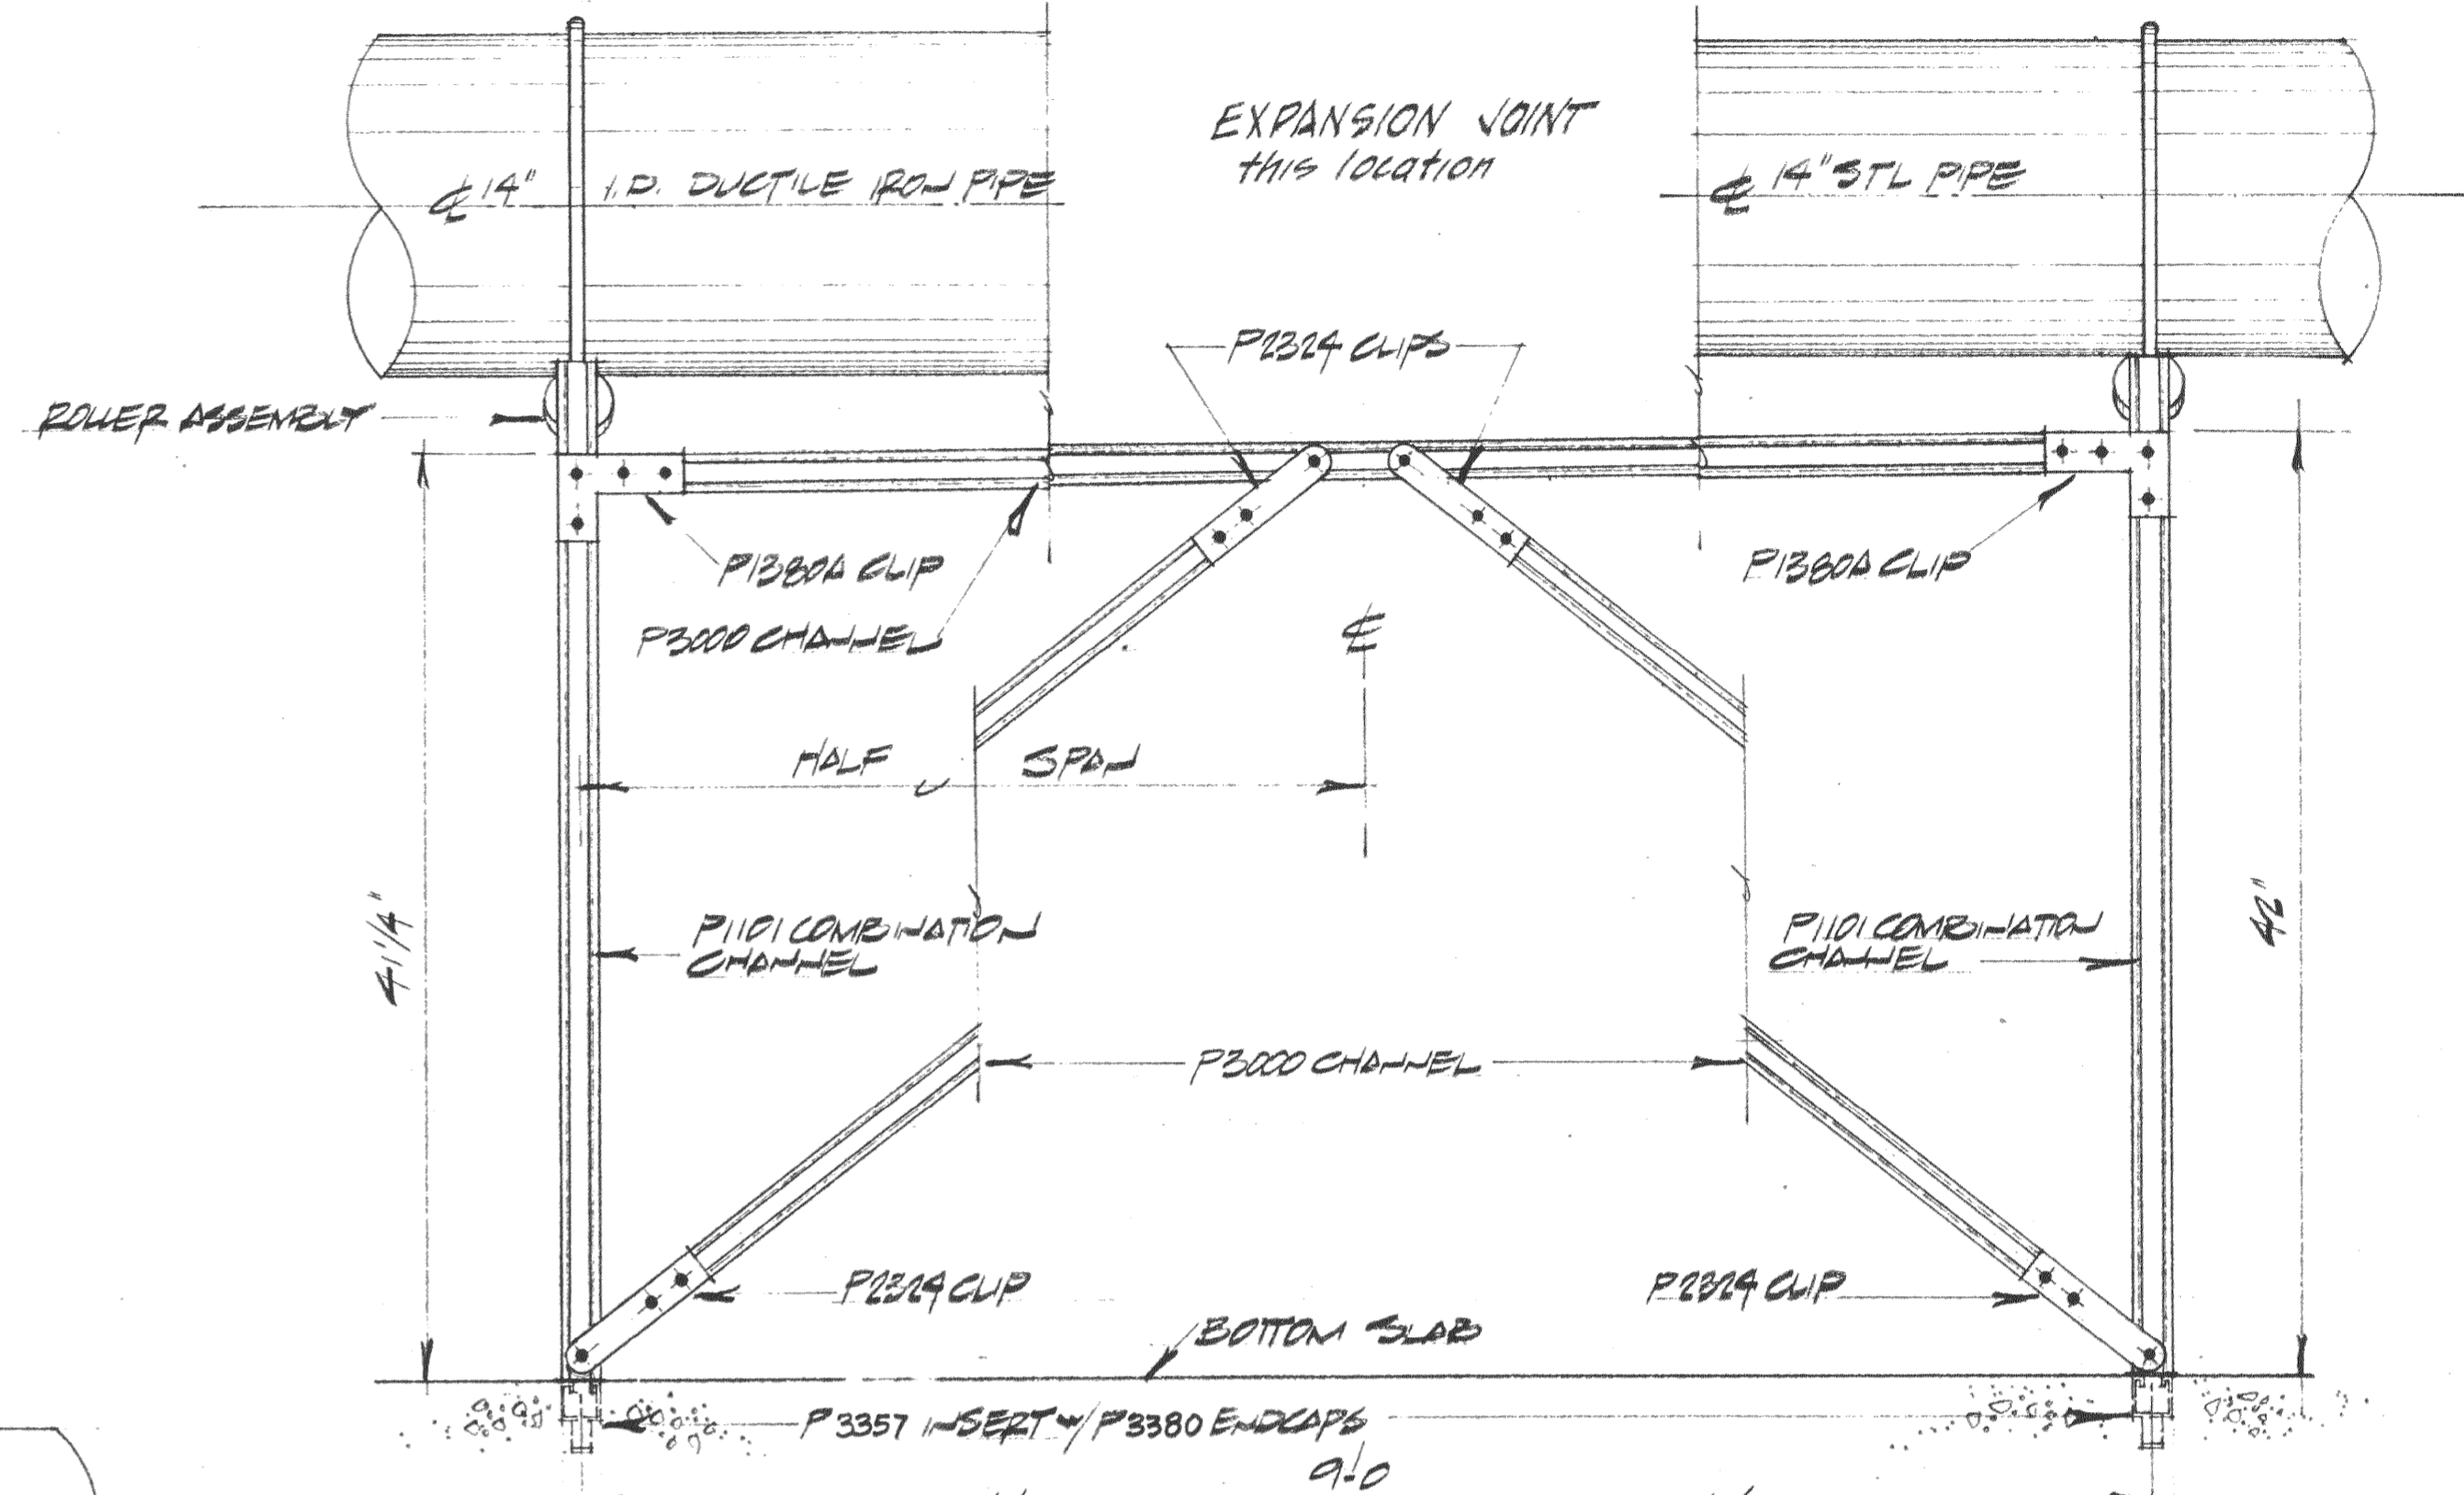 EXPANSION JOINT
this location
℄ 14" I.D. DUCTILE IRON PIPE
℄ 14" STL PIPE
P2324 CLIPS
ROLLER ASSEMBLY
P1380A CLIP
P1380A CLIP
P3000 CHANNEL
℄
HALF SPAN
41 1/4"
P1101 COMBINATION
CHANNEL
P1101 COMBINATION
CHANNEL
42"
P3000 CHANNEL
P2324 CLIP
P2324 CLIP
BOTTOM SLAB
P3357 INSERT W/ P3380 ENDCAPS
9'-0